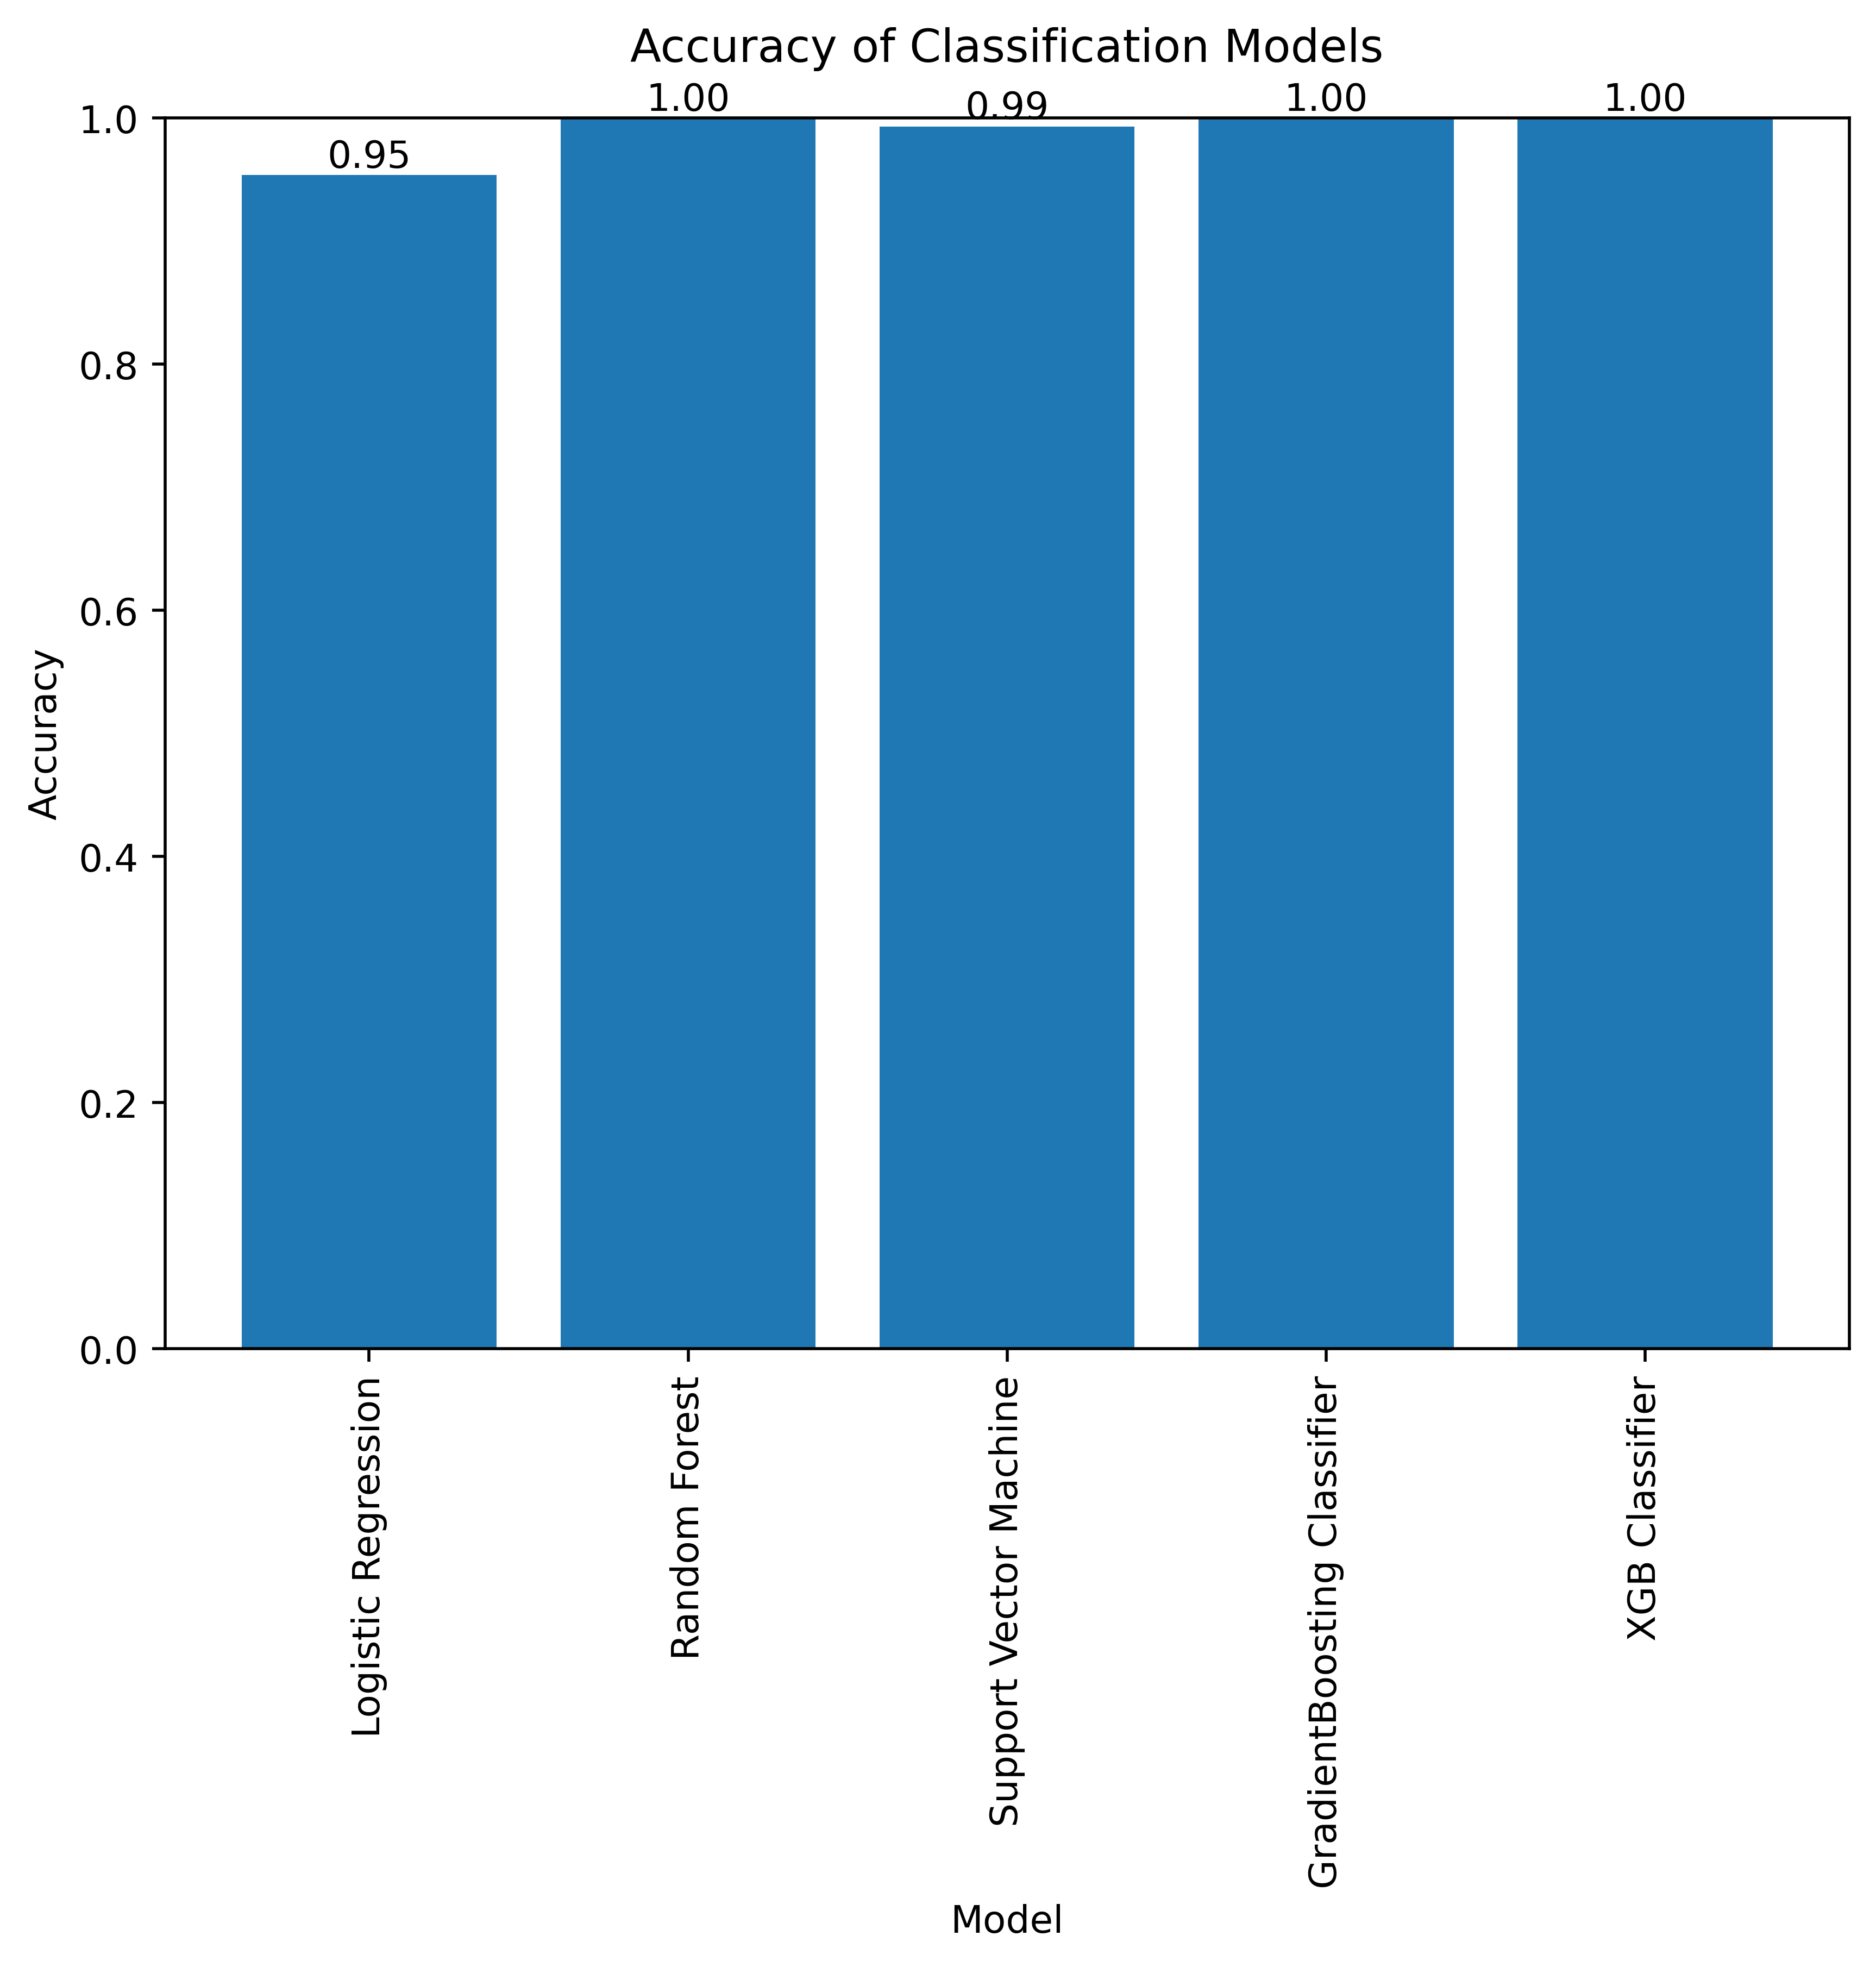 Accuracy of Classification Models
0.95
1.00
0.99
1.00
1.00
Accuracy
1.0
0.8
0.6
0.4
0.2
0.0
Logistic Regression
Random Forest
Support Vector Machine
GradientBoosting Classifier
XGB Classifier
Model